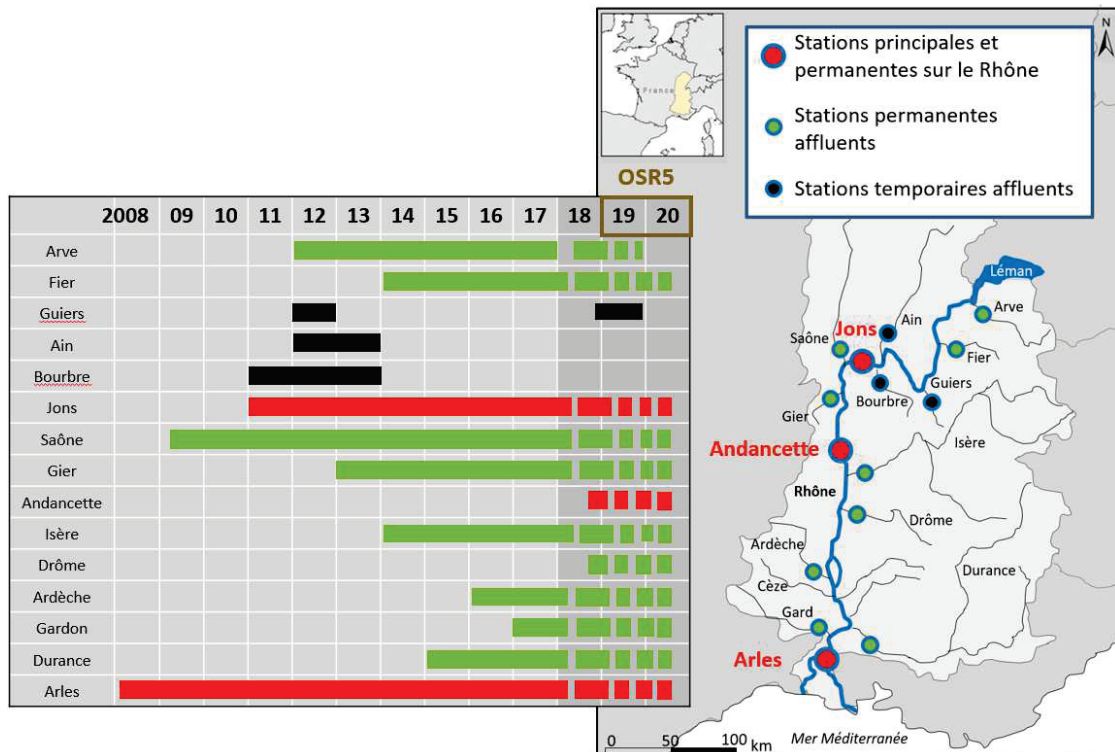 France
N
Stations principales et
permanentes sur le Rhône
Stations permanentes
affluents
Stations temporaires affluents
OSR5
2008 09 10 11 12 13 14 15 16 17 18 19 20
Arve
Fier
Guiers
Ain
Bourbre
Jons
Saône
Gier
Andancette
Isère
Drôme
Ardèche
Gardon
Durance
Arles
Léman
Arve
Ain
Jons
Saône
Fier
Guiers
Bourbre
Gier
Isère
Andancette
Rhône
Drôme
Ardèche
Durance
Cèze
Gard
Arles
Mer Méditerranée
0 50 100
km